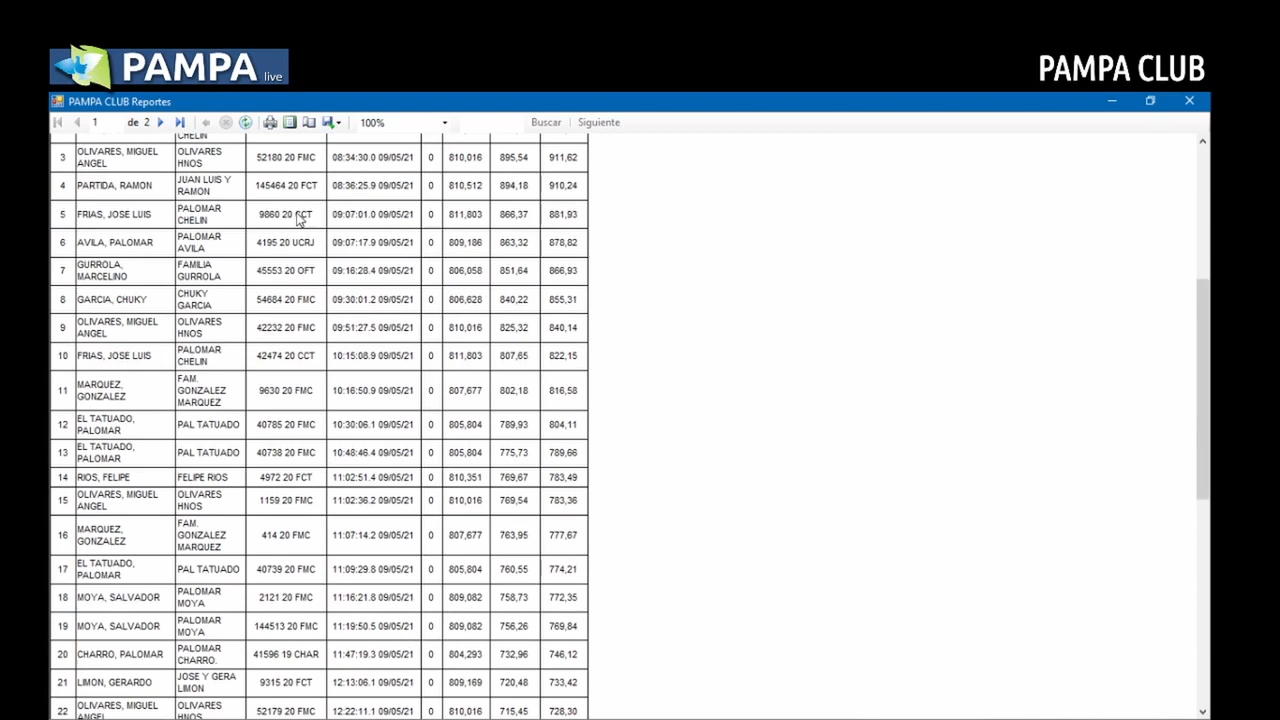 PAMPA live
PAMPA CLUB
PAMPA CLUB Reportes
1 de 2 100% Buscar Siguiente
CHELIN
3 OLIVARES, MIGUEL ANGEL OLIVARES HNOS 52180 20 FMC 08:34:30.0 09/05/21 0 810,016 895,54 911,62
4 PARTIDA, RAMON JUAN LUIS Y RAMON 145464 20 FCT 08:36:25.9 09/05/21 0 810,512 894,18 910,24
5 FRIAS, JOSE LUIS PALOMAR CHELIN 9860 20 CCT 09:07:01.0 09/05/21 0 811,803 866,37 881,93
6 AVILA, PALOMAR PALOMAR AVILA 4195 20 UCRJ 09:07:17.9 09/05/21 0 809,186 863,32 878,82
7 GURROLA, MARCELINO FAMILIA GURROLA 45553 20 OFT 09:16:28.4 09/05/21 0 806,058 851,64 866,93
8 GARCIA, CHUKY CHUKY GARCIA 54684 20 FMC 09:30:01.2 09/05/21 0 806,628 840,22 855,31
9 OLIVARES, MIGUEL ANGEL OLIVARES HNOS 42232 20 FMC 09:51:27.5 09/05/21 0 810,016 825,32 840,14
10 FRIAS, JOSE LUIS PALOMAR CHELIN 42474 20 CCT 10:15:08.9 09/05/21 0 811,803 807,65 822,15
11 MARQUEZ, GONZALEZ FAM. GONZALEZ MARQUEZ 9630 20 FMC 10:16:50.9 09/05/21 0 807,677 802,18 816,58
12 EL TATUADO, PALOMAR PAL TATUADO 40785 20 FMC 10:30:06.1 09/05/21 0 805,804 789,93 804,11
13 EL TATUADO, PALOMAR PAL TATUADO 40738 20 FMC 10:48:46.4 09/05/21 0 805,804 775,73 789,66
14 RIOS, FELIPE FELIPE RIOS 4972 20 FCT 11:02:51.4 09/05/21 0 810,351 769,67 783,49
15 OLIVARES, MIGUEL ANGEL OLIVARES HNOS 1159 20 FMC 11:02:36.2 09/05/21 0 810,016 769,54 783,36
16 MARQUEZ, GONZALEZ FAM. GONZALEZ MARQUEZ 414 20 FMC 11:07:14.2 09/05/21 0 807,677 763,95 777,67
17 EL TATUADO, PALOMAR PAL TATUADO 40739 20 FMC 11:09:29.8 09/05/21 0 805,804 760,55 774,21
18 MOYA, SALVADOR PALOMAR MOYA 2121 20 FMC 11:16:21.8 09/05/21 0 809,082 758,73 772,35
19 MOYA, SALVADOR PALOMAR MOYA 144513 20 FMC 11:19:50.5 09/05/21 0 809,082 756,26 769,84
20 CHARRO, PALOMAR PALOMAR CHARRO. 41596 19 CHAR 11:47:19.3 09/05/21 0 804,293 732,96 746,12
21 LIMON, GERARDO JOSE Y GERA LIMON 9315 20 FCT 12:13:06.1 09/05/21 0 809,169 720,48 733,42
22 OLIVARES, MIGUEL ANGEL OLIVARES HNOS 52179 20 FMC 12:22:11.1 09/05/21 0 810,016 715,45 728,30